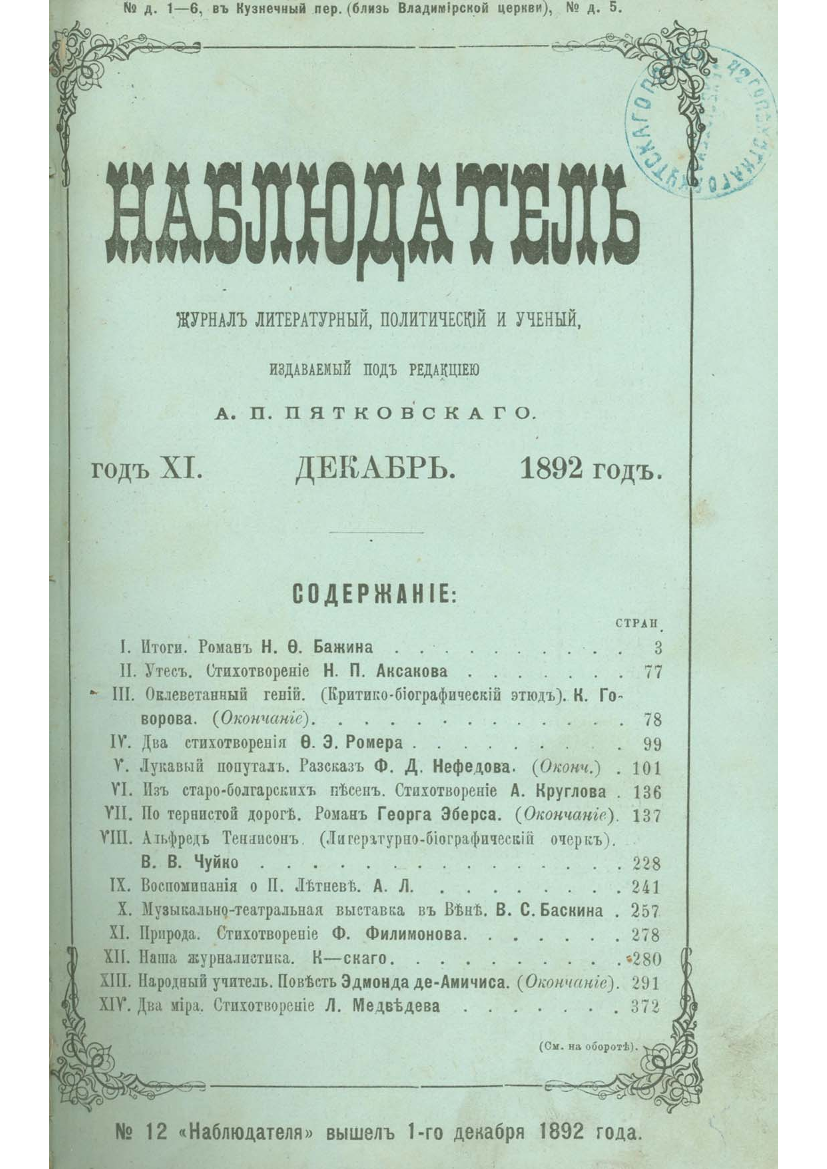 № д. 1—6, въ Кузнечный пер. (близь Владимірской церкви), № д. 5.
НАБЛЮДАТЕЛЬ
ЖУРНАЛЪ ЛИТЕРАТУРНЫЙ, ПОЛИТИЧЕСКІЙ И УЧЕНЫЙ,
ИЗДАВАЕМЫЙ ПОДЪ РЕДАКЦІЕЮ
А. П. ПЯТКОВСКАГО.
годъ XI. ДЕКАБРЬ. 1892 годъ.
СОДЕРЖАНІЕ:
СТРАН.
I. Итоги. Романъ Н. Ѳ. Бажина . . . . . . . . . . 3
II. Утесъ. Стихотвореніе Н. П. Аксакова . . . . . . . 77
III. Оклеветанный геній. (Критико-біографическій этюдъ). К. Го-
ворова. (Окончаніе). . . . . . . . . . . . . . 78
IV. Два стихотворенія Ѳ. Э. Ромера . . . . . . . . . 99
V. Лукавый попуталъ. Разсказъ Ф. Д. Нефедова. (Оконч.) . 101
VI. Изъ старо-болгарскихъ пѣсенъ. Стихотвореніе А. Круглова . 136
VII. По тернистой дорогѣ. Романъ Георга Эберса. (Окончаніе). 137
VIII. Альфредъ Теннисонъ. (Литературно-біографическій очеркъ).
В. В. Чуйко . . . . . . . . . . . . . . 228
IX. Воспоминанія о П. Лѣтневѣ. А. Л. . . . . . . . . 241
X. Музыкально-театральная выставка въ Вѣнѣ. В. С. Баскина . 257
XI. Природа. Стихотвореніе Ф. Филимонова. . . . . . . 278
XII. Наша журналистика. К—скаго. . . . . . . . . . 280
XIII. Народный учитель. Повѣсть Эдмонда де-Амичиса. (Окончаніе). 291
XIV. Два міра. Стихотвореніе Л. Медвѣдева . . . . . . . 372
(См. на оборотѣ).
№ 12 «Наблюдателя» вышелъ 1-го декабря 1892 года.